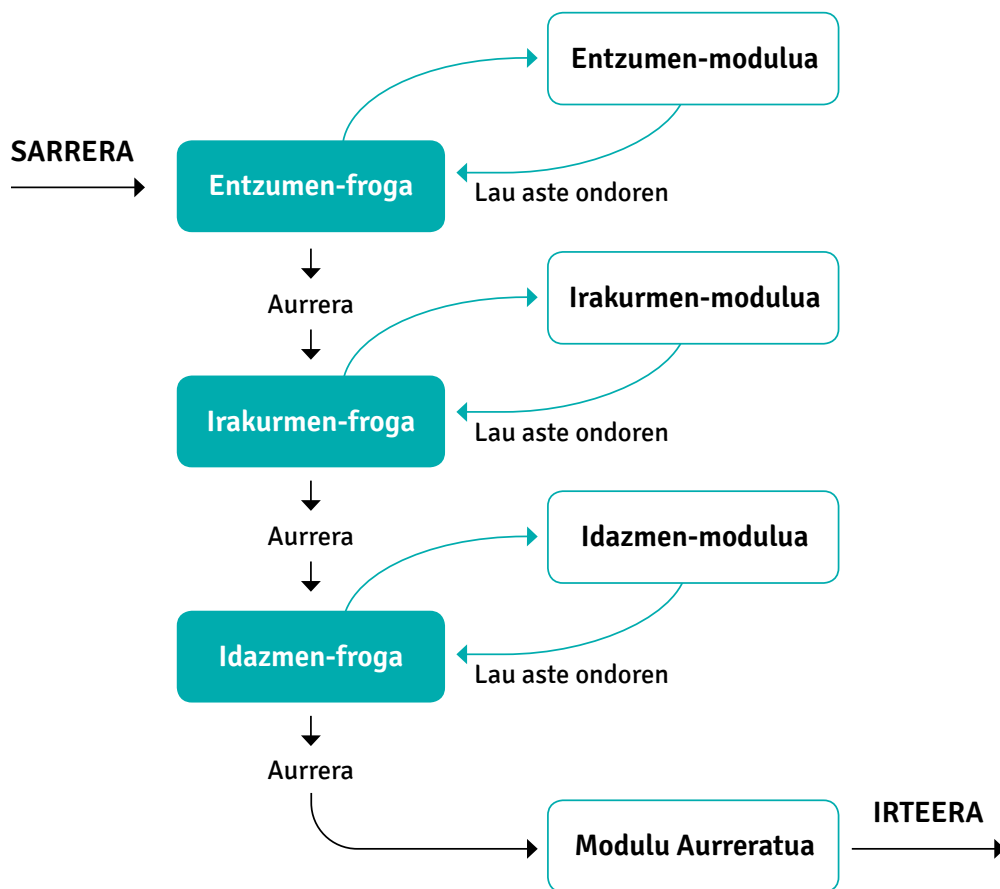 Entzumen-modulua
SARRERA
Entzumen-froga
Lau aste ondoren
Aurrera
Irakurmen-modulua
Irakurmen-froga
Lau aste ondoren
Aurrera
Idazmen-modulua
Idazmen-froga
Lau aste ondoren
Aurrera
Modulu Aurreratua
IRTEERA